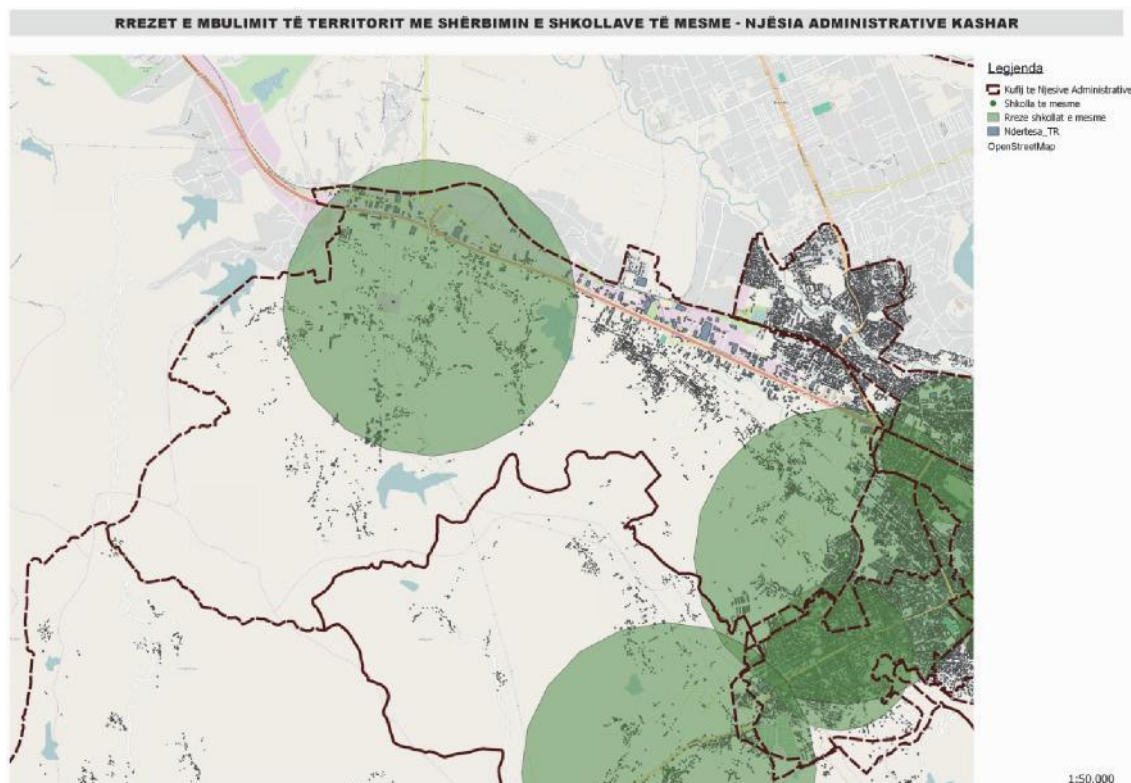 RREZET E MBULIMIT TË TERRITORIT ME SHËRBIMIN E SHKOLLAVE TË MESME - NJËSIA ADMINISTRATIVE KASHAR
Legjenda
Kufij te Njesive Administrative
Shkolla te mesme
Rreze shkollat e mesme
Ndertesa_TR
OpenStreetMap
1:50,000